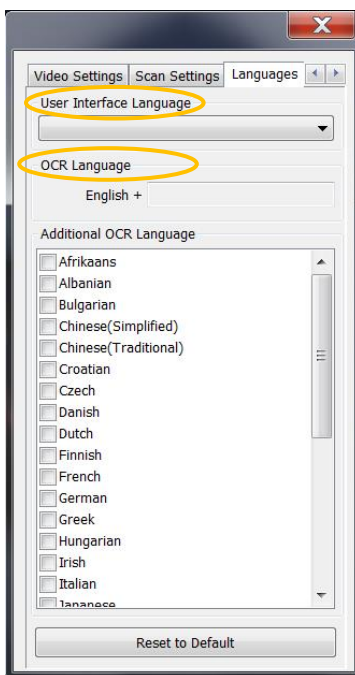 Video Settings Scan Settings Languages
User Interface Language
OCR Language
English +
Additional OCR Language
Afrikaans
Albanian
Bulgarian
Chinese(Simplified)
Chinese(Traditional)
Croatian
Czech
Danish
Dutch
Finnish
French
German
Greek
Hungarian
Irish
Italian
Japanese
Reset to Default